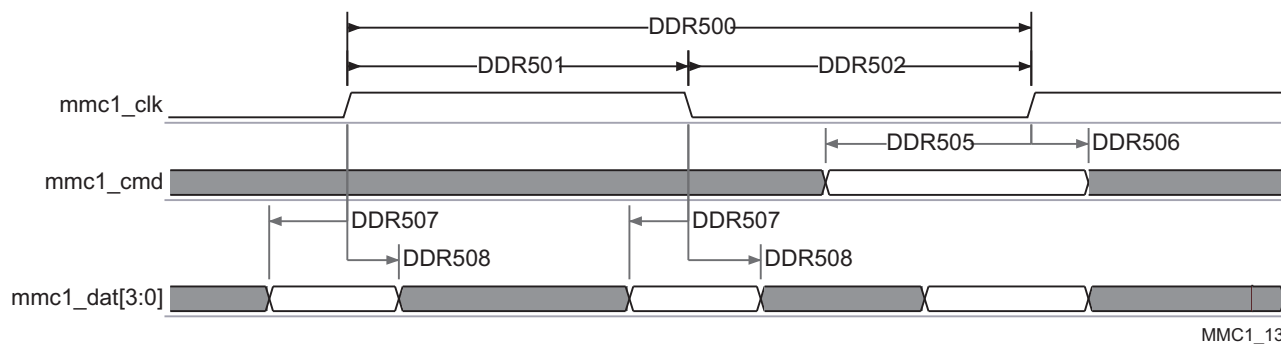 DDR500
DDR501 DDR502
mmc1_clk
DDR505 DDR506
mmc1_cmd
DDR507 DDR507
DDR508 DDR508
mmc1_dat[3:0]
MMC1_13